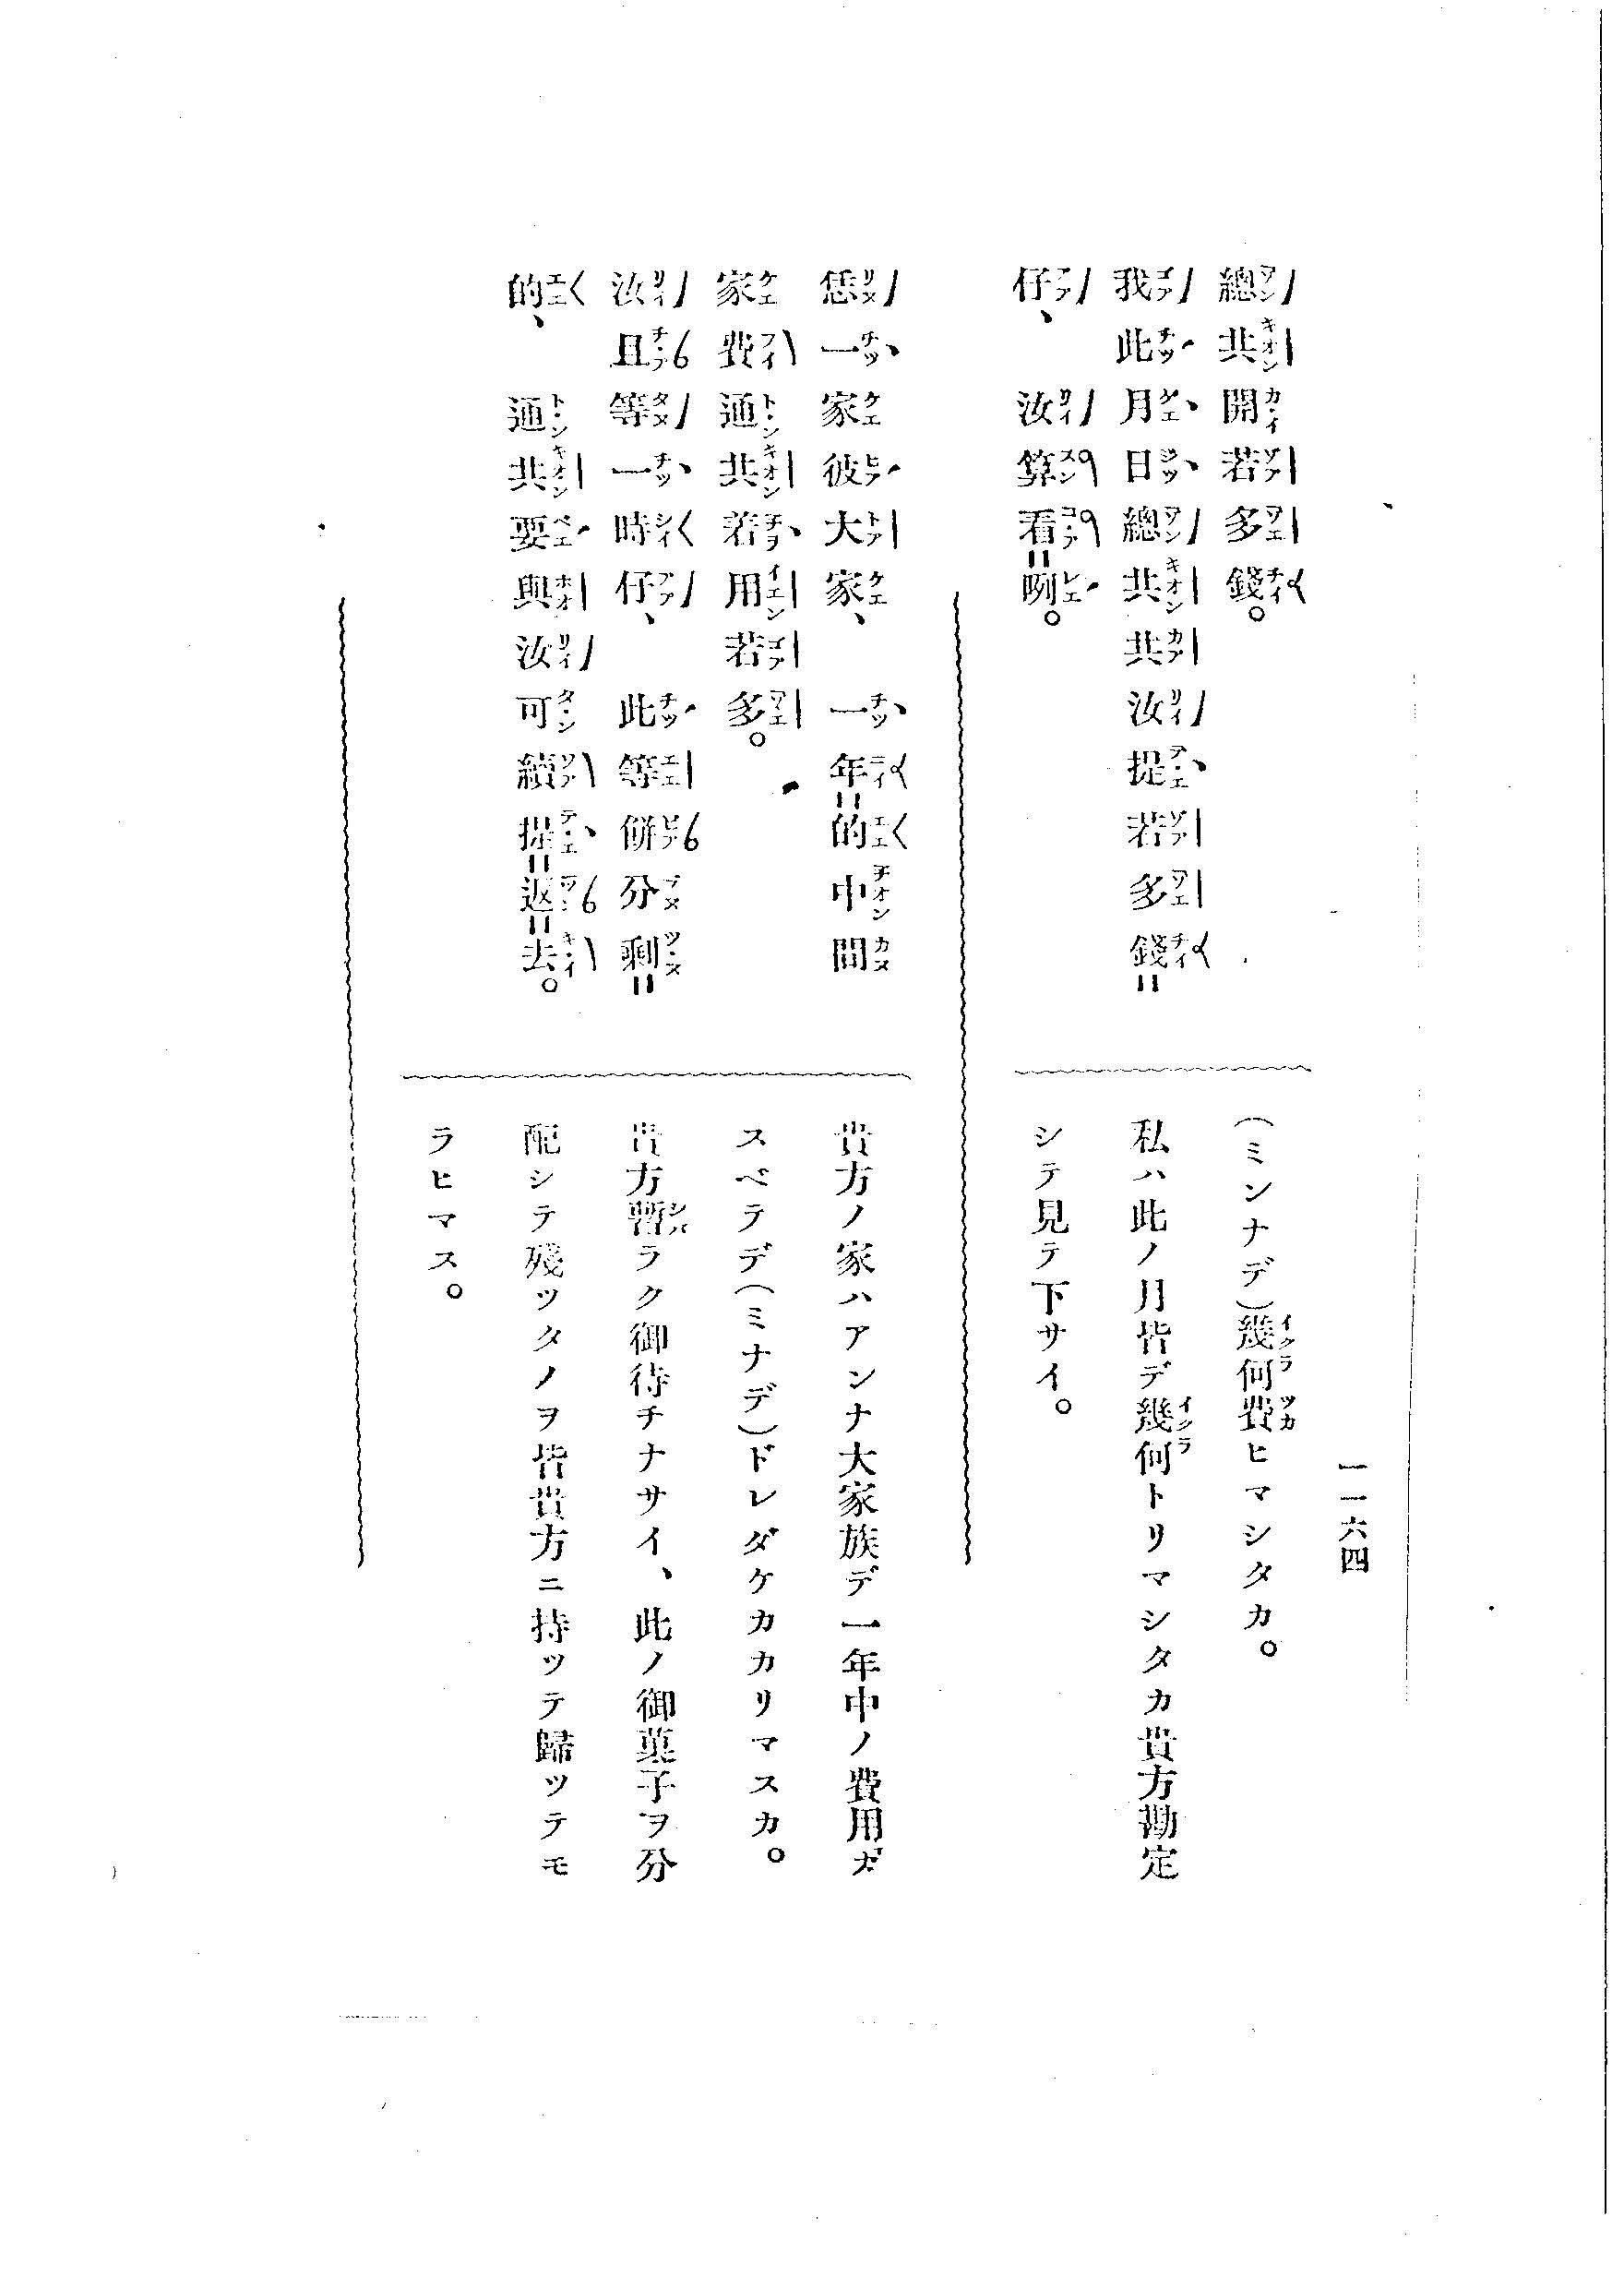 一一六四
總共開若多錢。
我此月日總共共汝提若多錢=
仔、汝算看=咧。
(ミンナデ)幾何費ヒマシタカ。
私ハ此ノ月皆デ幾何トリマシタカ貴方勘定
シテ見テ下サイ。
恁一家彼大家、一年=的中間
家費通共若用若多。
汝且等一時仔、此等餅分剩=
的、通共要與汝可續提=返=去。
貴方ノ家ハアンナ大家族デ一年中ノ費用ガ
スベテデ(ミナデ)ドレダケカカリマスカ。
貴方暫ラク御待チナサイ、此ノ御菓子ヲ分
配シテ殘ッタノヲ皆貴方ニ持ッテ歸ッテモ
ラヒマス。